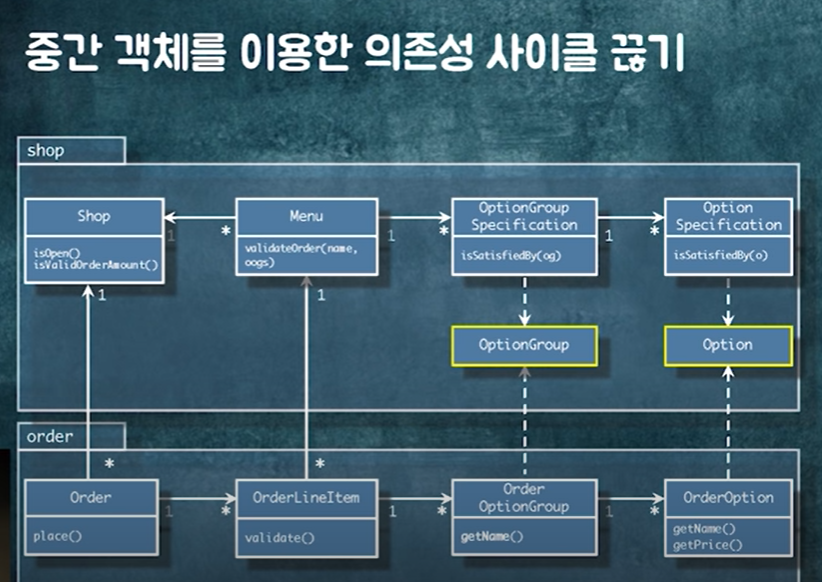 중간 객체를 이용한 의존성 사이클 끊기
shop
Shop
isOpen()
isValidOrderAmount()
1
*
Menu
validateOrder(name,
oogs)
1
*
OptionGroup
Specification
isSatisfiedBy(og)
1
*
Option
Specification
isSatisfiedBy(o)
1
1
OptionGroup
Option
order
*
*
Order
place()
1
*
OrderLineItem
validate()
1
*
Order
OptionGroup
getName()
1
*
OrderOption
getName()
getPrice()